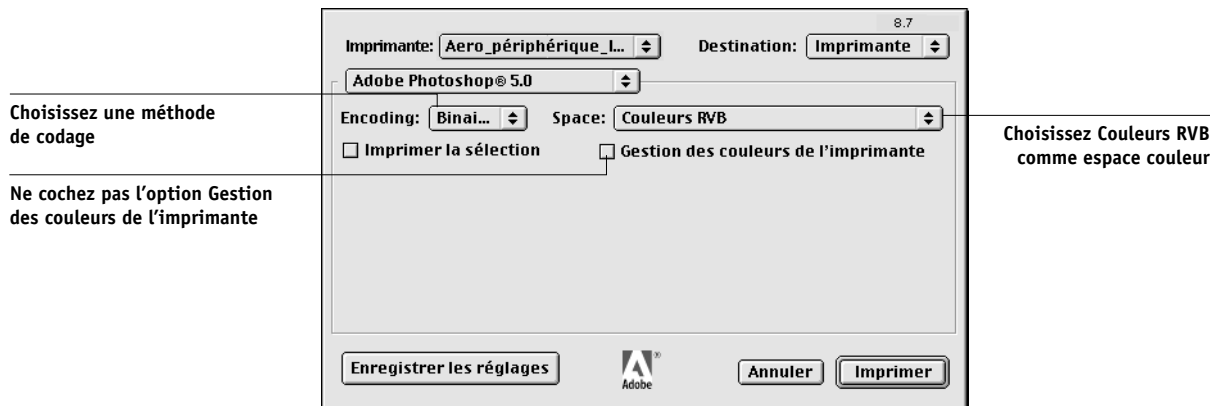 8.7
Imprimante: Aero_périphérique_l... Destination: Imprimante
Adobe Photosbop® 5.0
Choisissez une méthode
de codage
Encoding: Binai... Space: Couleurs RVB
Choisissez Couleurs RVB
comme espace couleur
Imprimer la sélection Gestion des couleurs de l'imprimante
Ne cochez pas l'option Gestion
des couleurs de l'imprimante
Enregistrer les réglages
Adobe®
Annuler Imprimer